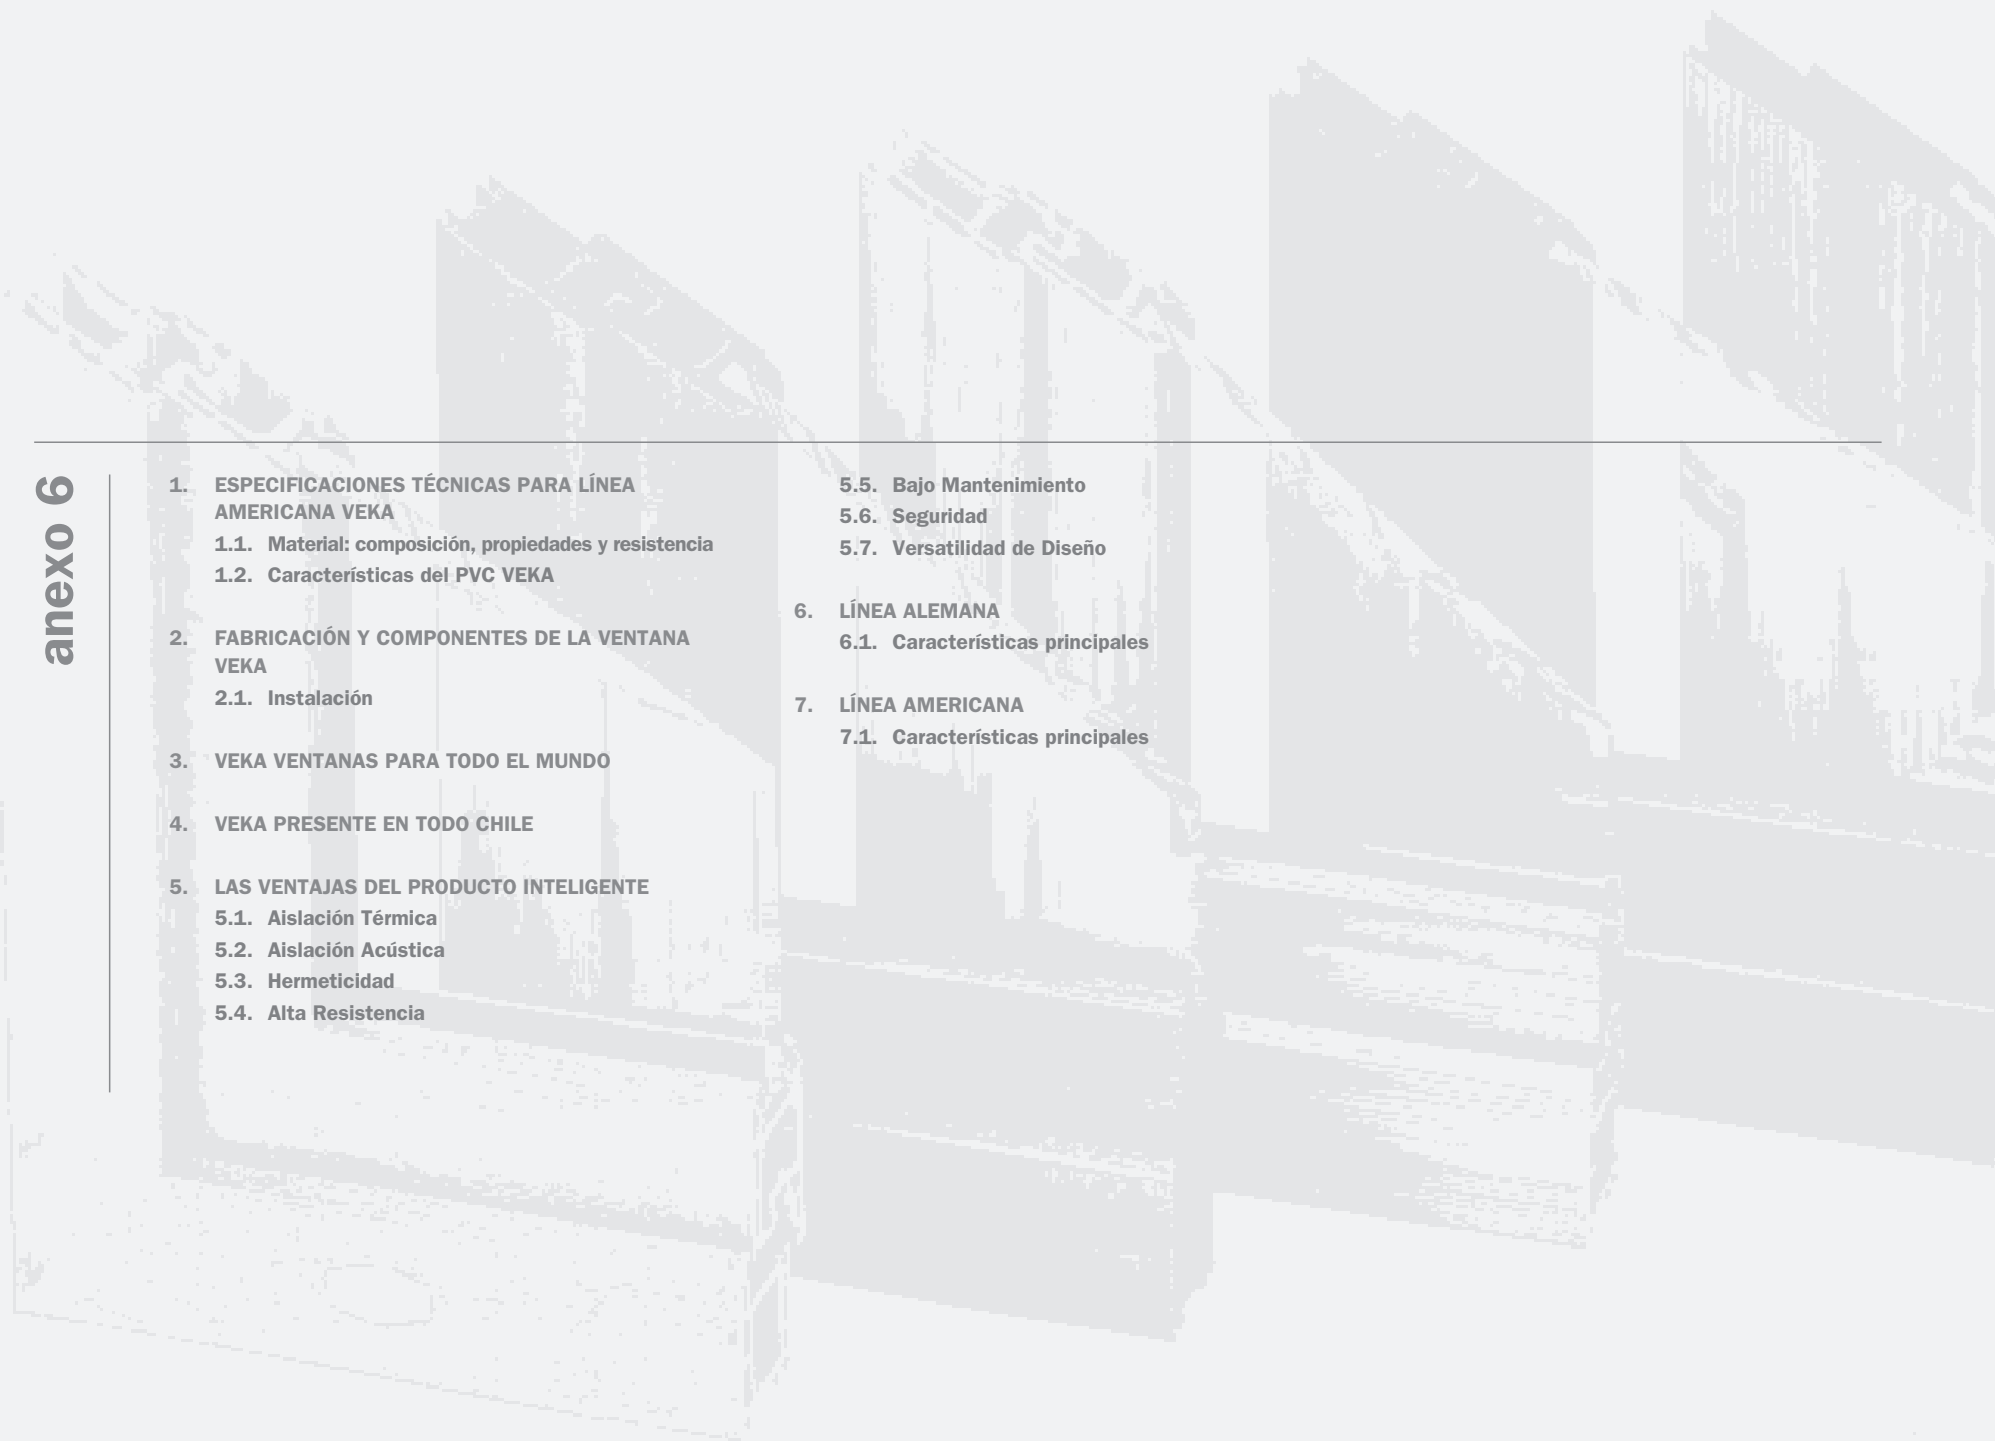 anexo 6
1. ESPECIFICACIONES TÉCNICAS PARA LÍNEA
AMERICANA VEKA
1.1. Material: composición, propiedades y resistencia
1.2. Características del PVC VEKA
2. FABRICACIÓN Y COMPONENTES DE LA VENTANA
VEKA
2.1. Instalación
3. VEKA VENTANAS PARA TODO EL MUNDO
4. VEKA PRESENTE EN TODO CHILE
5. LAS VENTAJAS DEL PRODUCTO INTELIGENTE
5.1. Aislación Térmica
5.2. Aislación Acústica
5.3. Hermeticidad
5.4. Alta Resistencia
5.5. Bajo Mantenimiento
5.6. Seguridad
5.7. Versatilidad de Diseño
6. LÍNEA ALEMANA
6.1. Características principales
7. LÍNEA AMERICANA
7.1. Características principales